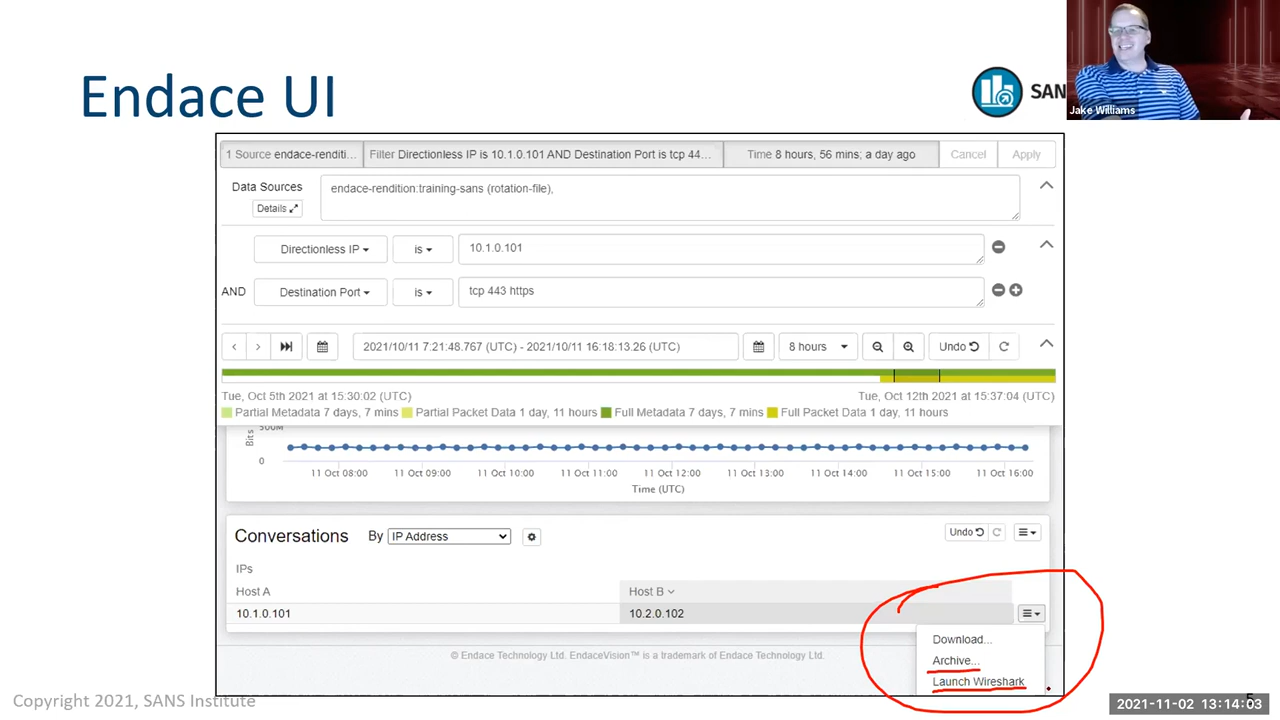 Endace UI
SAN
Jake Williams
1 Source endace-renditi...
Filter Directionless IP is 10.1.0.101 AND Destination Port is tcp 44...
Time 8 hours, 56 mins; a day ago
Cancel
Apply
Data Sources
endace-rendition:training-sans (rotation-file),
Details
Directionless IP
is
10.1.0.101
AND
Destination Port
is
tcp 443 https
2021/10/11 7:21:48.767 (UTC) - 2021/10/11 16:18:13.26 (UTC)
8 hours
Undo
Tue, Oct 5th 2021 at 15:30:02 (UTC)
Tue, Oct 12th 2021 at 15:37:04 (UTC)
Partial Metadata 7 days, 7 mins
Partial Packet Data 1 day, 11 hours
Full Metadata 7 days, 7 mins
Full Packet Data 1 day, 11 hours
Bits
300M
0
11 Oct 08:00
11 Oct 09:00
11 Oct 10:00
11 Oct 11:00
11 Oct 12:00
11 Oct 13:00
11 Oct 14:00
11 Oct 15:00
11 Oct 16:00
Time (UTC)
Conversations
By
IP Address
Undo
IPs
Host A
Host B
10.1.0.101
10.2.0.102
Download...
Archive...
Launch Wireshark
© Endace Technology Ltd. EndaceVision™ is a trademark of Endace Technology Ltd.
Copyright 2021, SANS Institute
5
2021-11-02 13:14:03